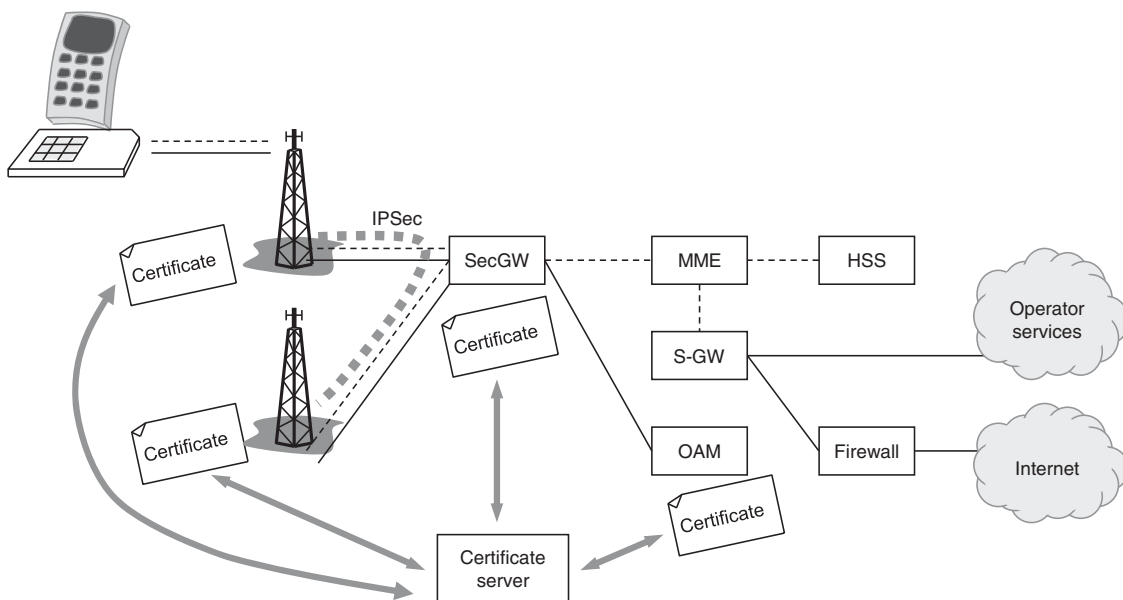 IPSec
Certificate
SecGW
MME
HSS
Operator
services
Certificate
S-GW
Certificate
OAM
Firewall
Internet
Certificate
Certificate
server